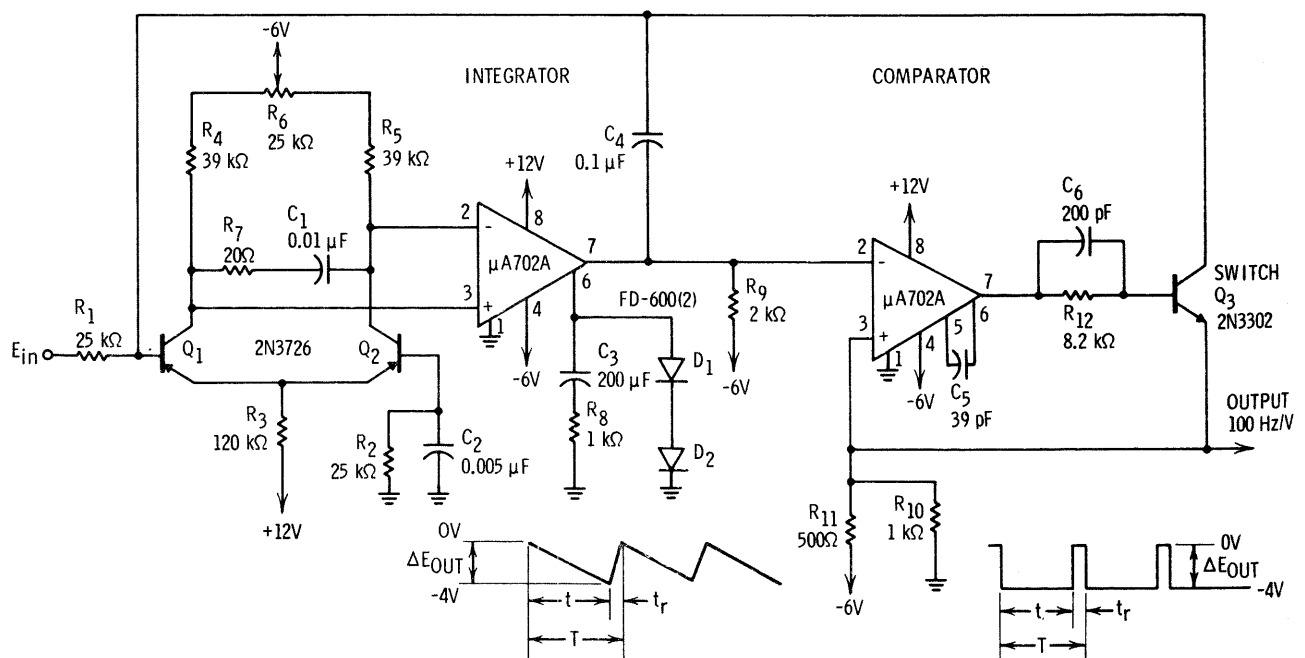 -6V
INTEGRATOR
COMPARATOR
R6
25 kΩ
R4
39 kΩ
R5
39 kΩ
C4
0.1 μF
+12V
+12V
C6
200 pF
R7
20Ω
C1
0.01 μF
2
-
8
μA702A
7
6
3
+
1
4
-6V
FD-600(2)
R9
2 kΩ
-6V
2
-
8
μA702A
7
3
+
1
4
5
6
-6V
C5
39 pF
R12
8.2 kΩ
SWITCH
Q3
2N3302
R1
25 kΩ
Ein
Q1
2N3726
Q2
C3
200 μF
D1
R8
1 kΩ
D2
R3
120 kΩ
+12V
R2
25 kΩ
C2
0.005 μF
OUTPUT
100 Hz/V
R11
500Ω
-6V
R10
1 kΩ
0V
ΔEOUT
-4V
t
tr
T
0V
ΔEOUT
-4V
t
tr
T